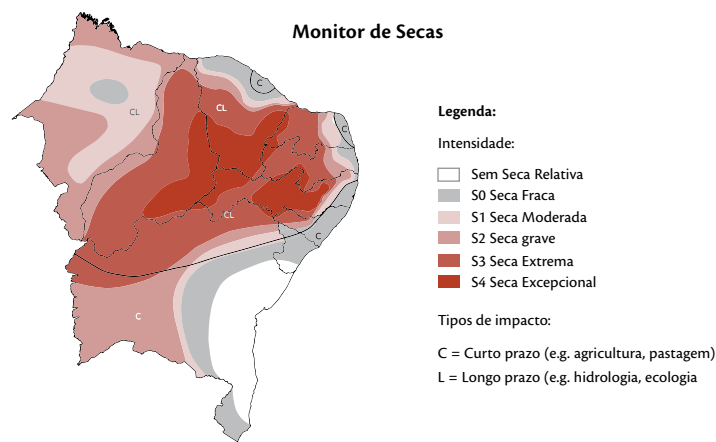 Monitor de Secas
C
CL
CL
C
CL
C
C
Legenda:
Intensidade:
Sem Seca Relativa
S0 Seca Fraca
S1 Seca Moderada
S2 Seca grave
S3 Seca Extrema
S4 Seca Excepcional
Tipos de impacto:
C = Curto prazo (e.g. agricultura, pastagem)
L = Longo prazo (e.g. hidrologia, ecologia